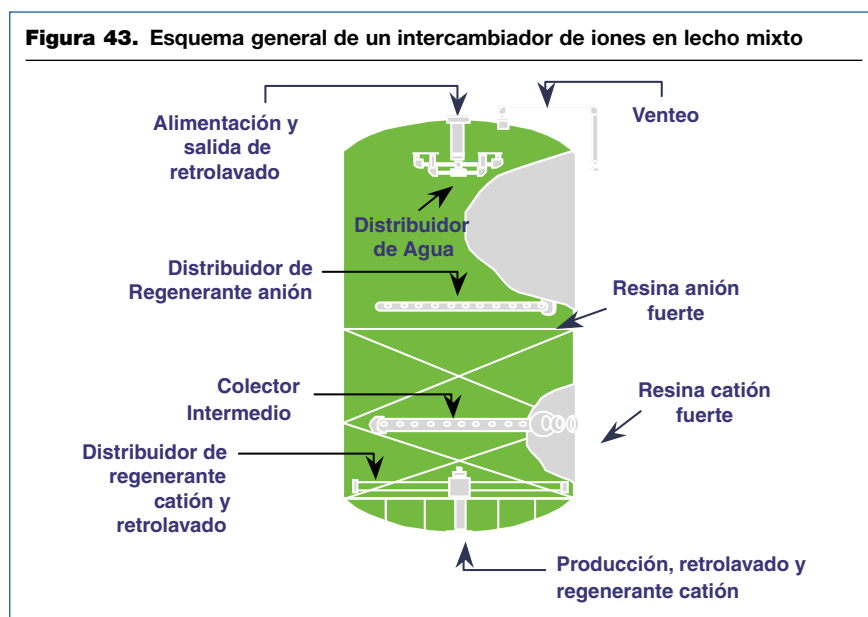 Figura 43. Esquema general de un intercambiador de iones en lecho mixto
Alimentación y
salida de
retrolavado
Venteo
Distribuidor
de Agua
Distribuidor de
Regenerante anión
Resina anión
fuerte
Colector
Intermedio
Resina catión
fuerte
Distribuidor de
regenerante
catión y
retrolavado
Producción, retrolavado y
regenerante catión